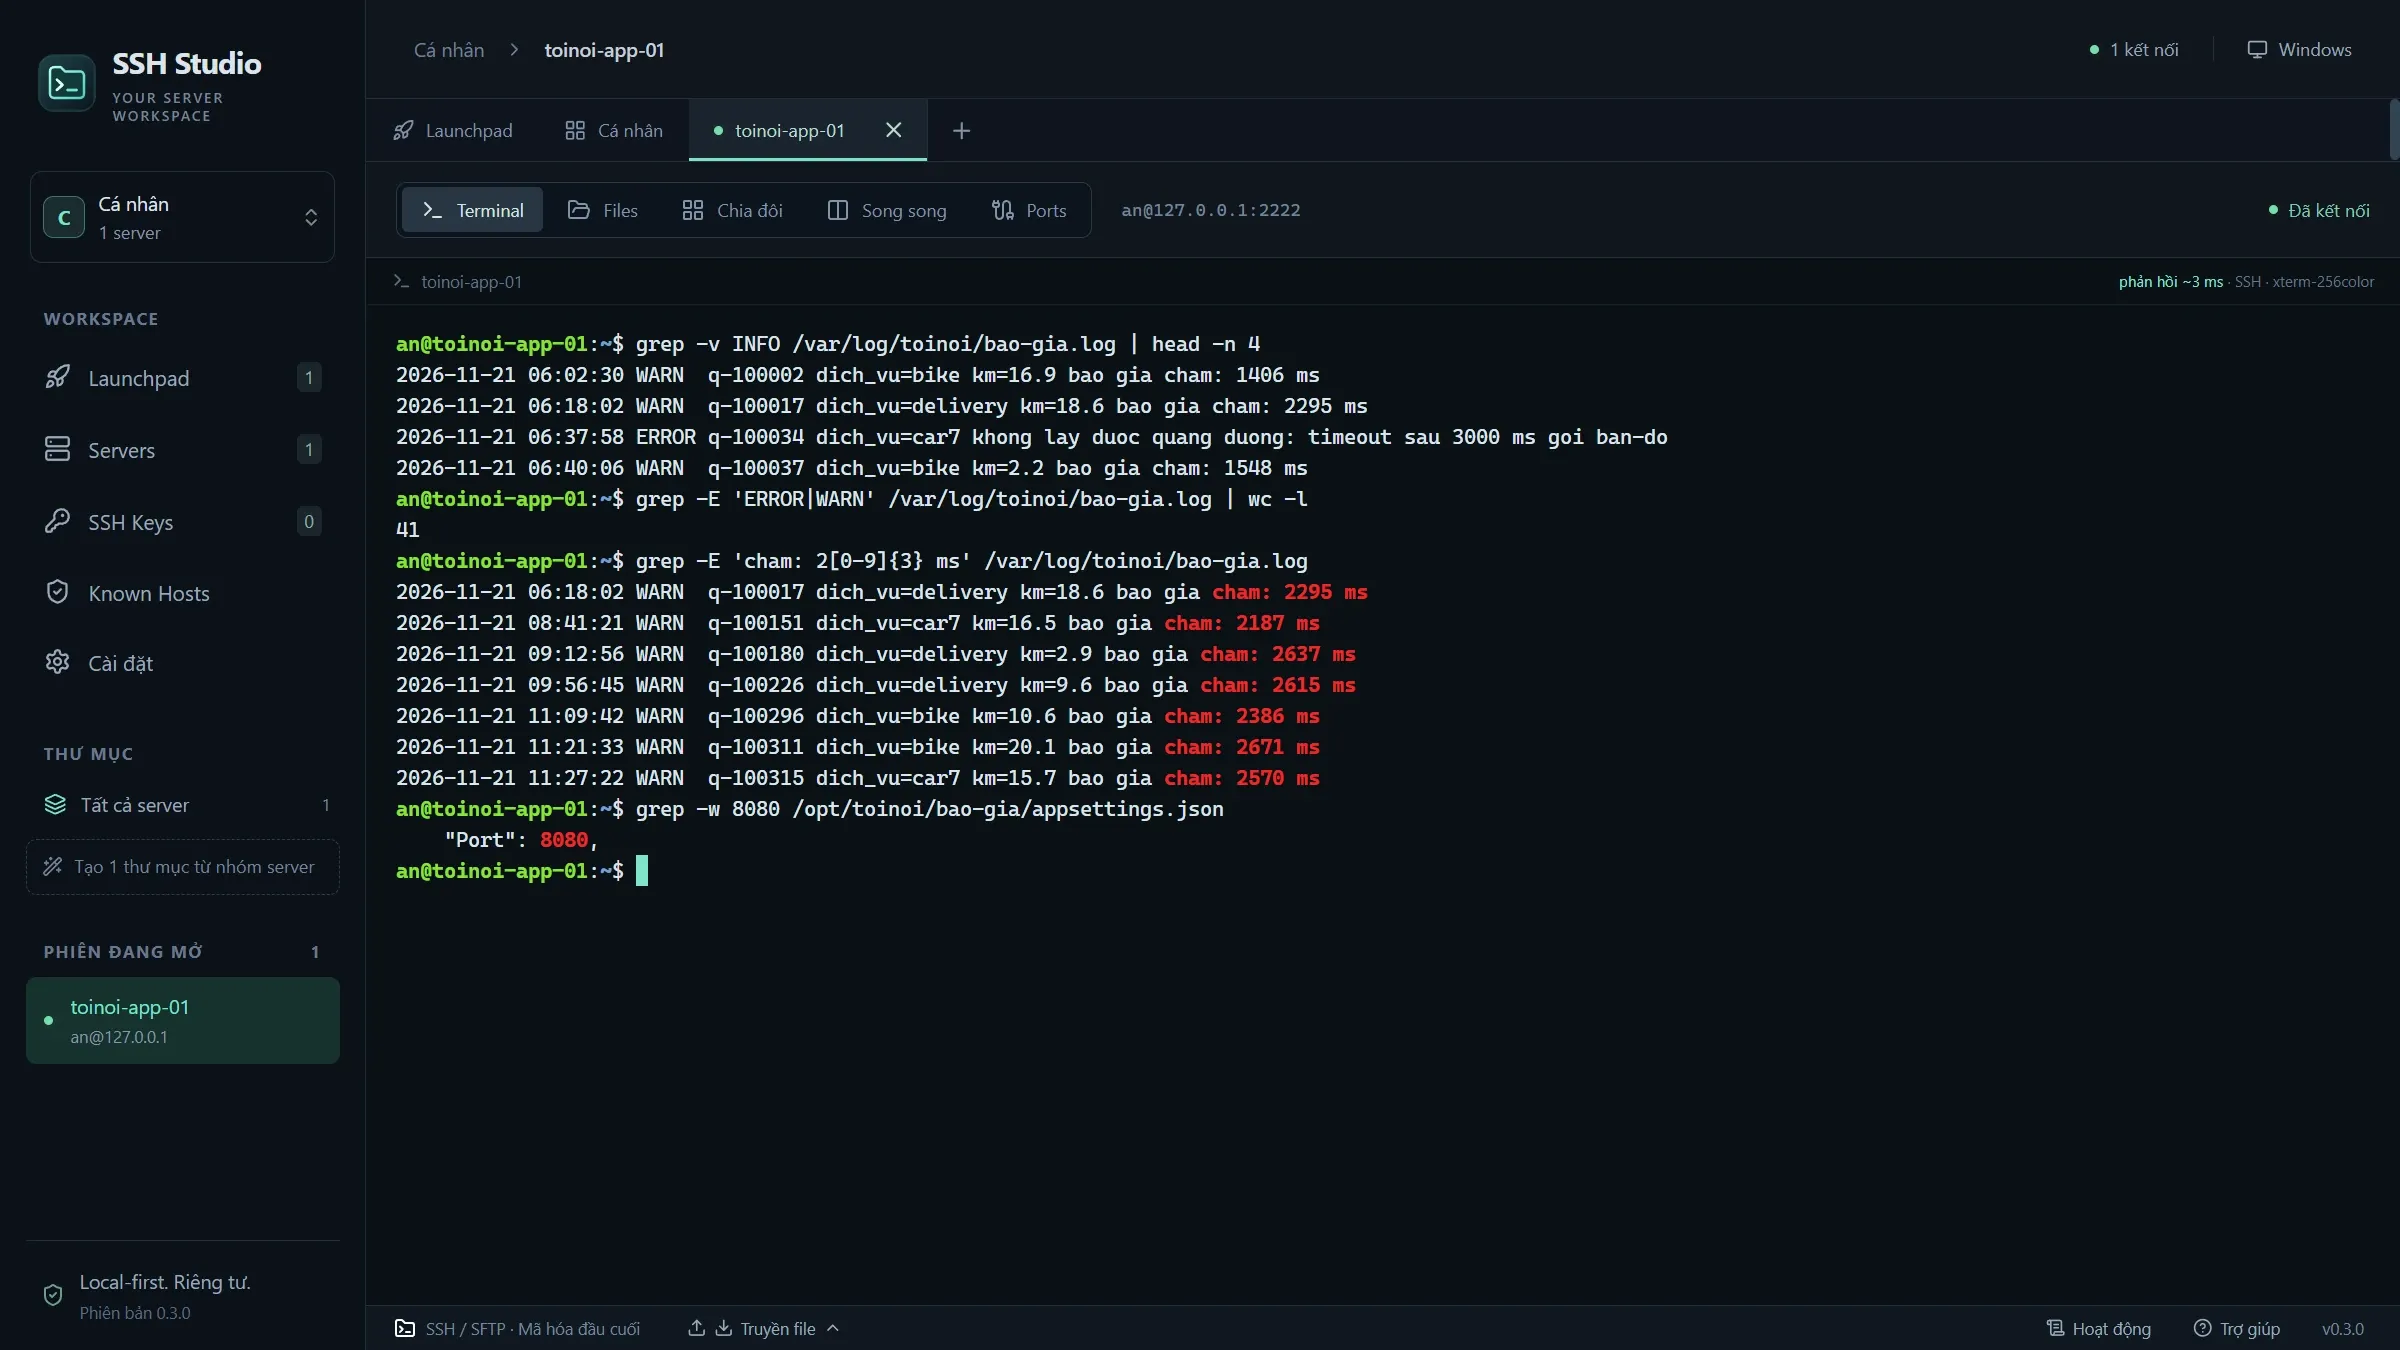 SSH Studio
YOUR SERVER
WORKSPACE
C
Cá nhân
1 server
WORKSPACE
Launchpad 1
Servers 1
SSH Keys 0
Known Hosts
Cài đặt
THƯ MỤC
Tất cả server 1
Tạo 1 thư mục từ nhóm server
PHIÊN ĐANG MỞ 1
toinoi-app-01
an@127.0.0.1
Local-first. Riêng tư.
Phiên bản 0.3.0
Cá nhân > toinoi-app-01
1 kết nối
Windows
Launchpad
Cá nhân
toinoi-app-01
Terminal
Files
Chia đôi
Song song
Ports
an@127.0.0.1:2222
Đã kết nối
toinoi-app-01
phản hồi ~3 ms · SSH · xterm-256color
an@toinoi-app-01:~$ grep -v INFO /var/log/toinoi/bao-gia.log | head -n 4
2026-11-21 06:02:30 WARN  q-100002 dich_vu=bike km=16.9 bao gia cham: 1406 ms
2026-11-21 06:18:02 WARN  q-100017 dich_vu=delivery km=18.6 bao gia cham: 2295 ms
2026-11-21 06:37:58 ERROR q-100034 dich_vu=car7 khong lay duoc quang duong: timeout sau 3000 ms goi ban-do
2026-11-21 06:40:06 WARN  q-100037 dich_vu=bike km=2.2 bao gia cham: 1548 ms
an@toinoi-app-01:~$ grep -E 'ERROR|WARN' /var/log/toinoi/bao-gia.log | wc -l
41
an@toinoi-app-01:~$ grep -E 'cham: 2[0-9]{3} ms' /var/log/toinoi/bao-gia.log
2026-11-21 06:18:02 WARN  q-100017 dich_vu=delivery km=18.6 bao gia cham: 2295 ms
2026-11-21 08:41:21 WARN  q-100151 dich_vu=car7 km=16.5 bao gia cham: 2187 ms
2026-11-21 09:12:56 WARN  q-100180 dich_vu=delivery km=2.9 bao gia cham: 2637 ms
2026-11-21 09:56:45 WARN  q-100226 dich_vu=delivery km=9.6 bao gia cham: 2615 ms
2026-11-21 11:09:42 WARN  q-100296 dich_vu=bike km=10.6 bao gia cham: 2386 ms
2026-11-21 11:21:33 WARN  q-100311 dich_vu=bike km=20.1 bao gia cham: 2671 ms
2026-11-21 11:27:22 WARN  q-100315 dich_vu=car7 km=15.7 bao gia cham: 2570 ms
an@toinoi-app-01:~$ grep -w 8080 /opt/toinoi/bao-gia/appsettings.json
    "Port": 8080,
an@toinoi-app-01:~$
SSH / SFTP · Mã hóa đầu cuối
Truyền file
Hoạt động
Trợ giúp
v0.3.0